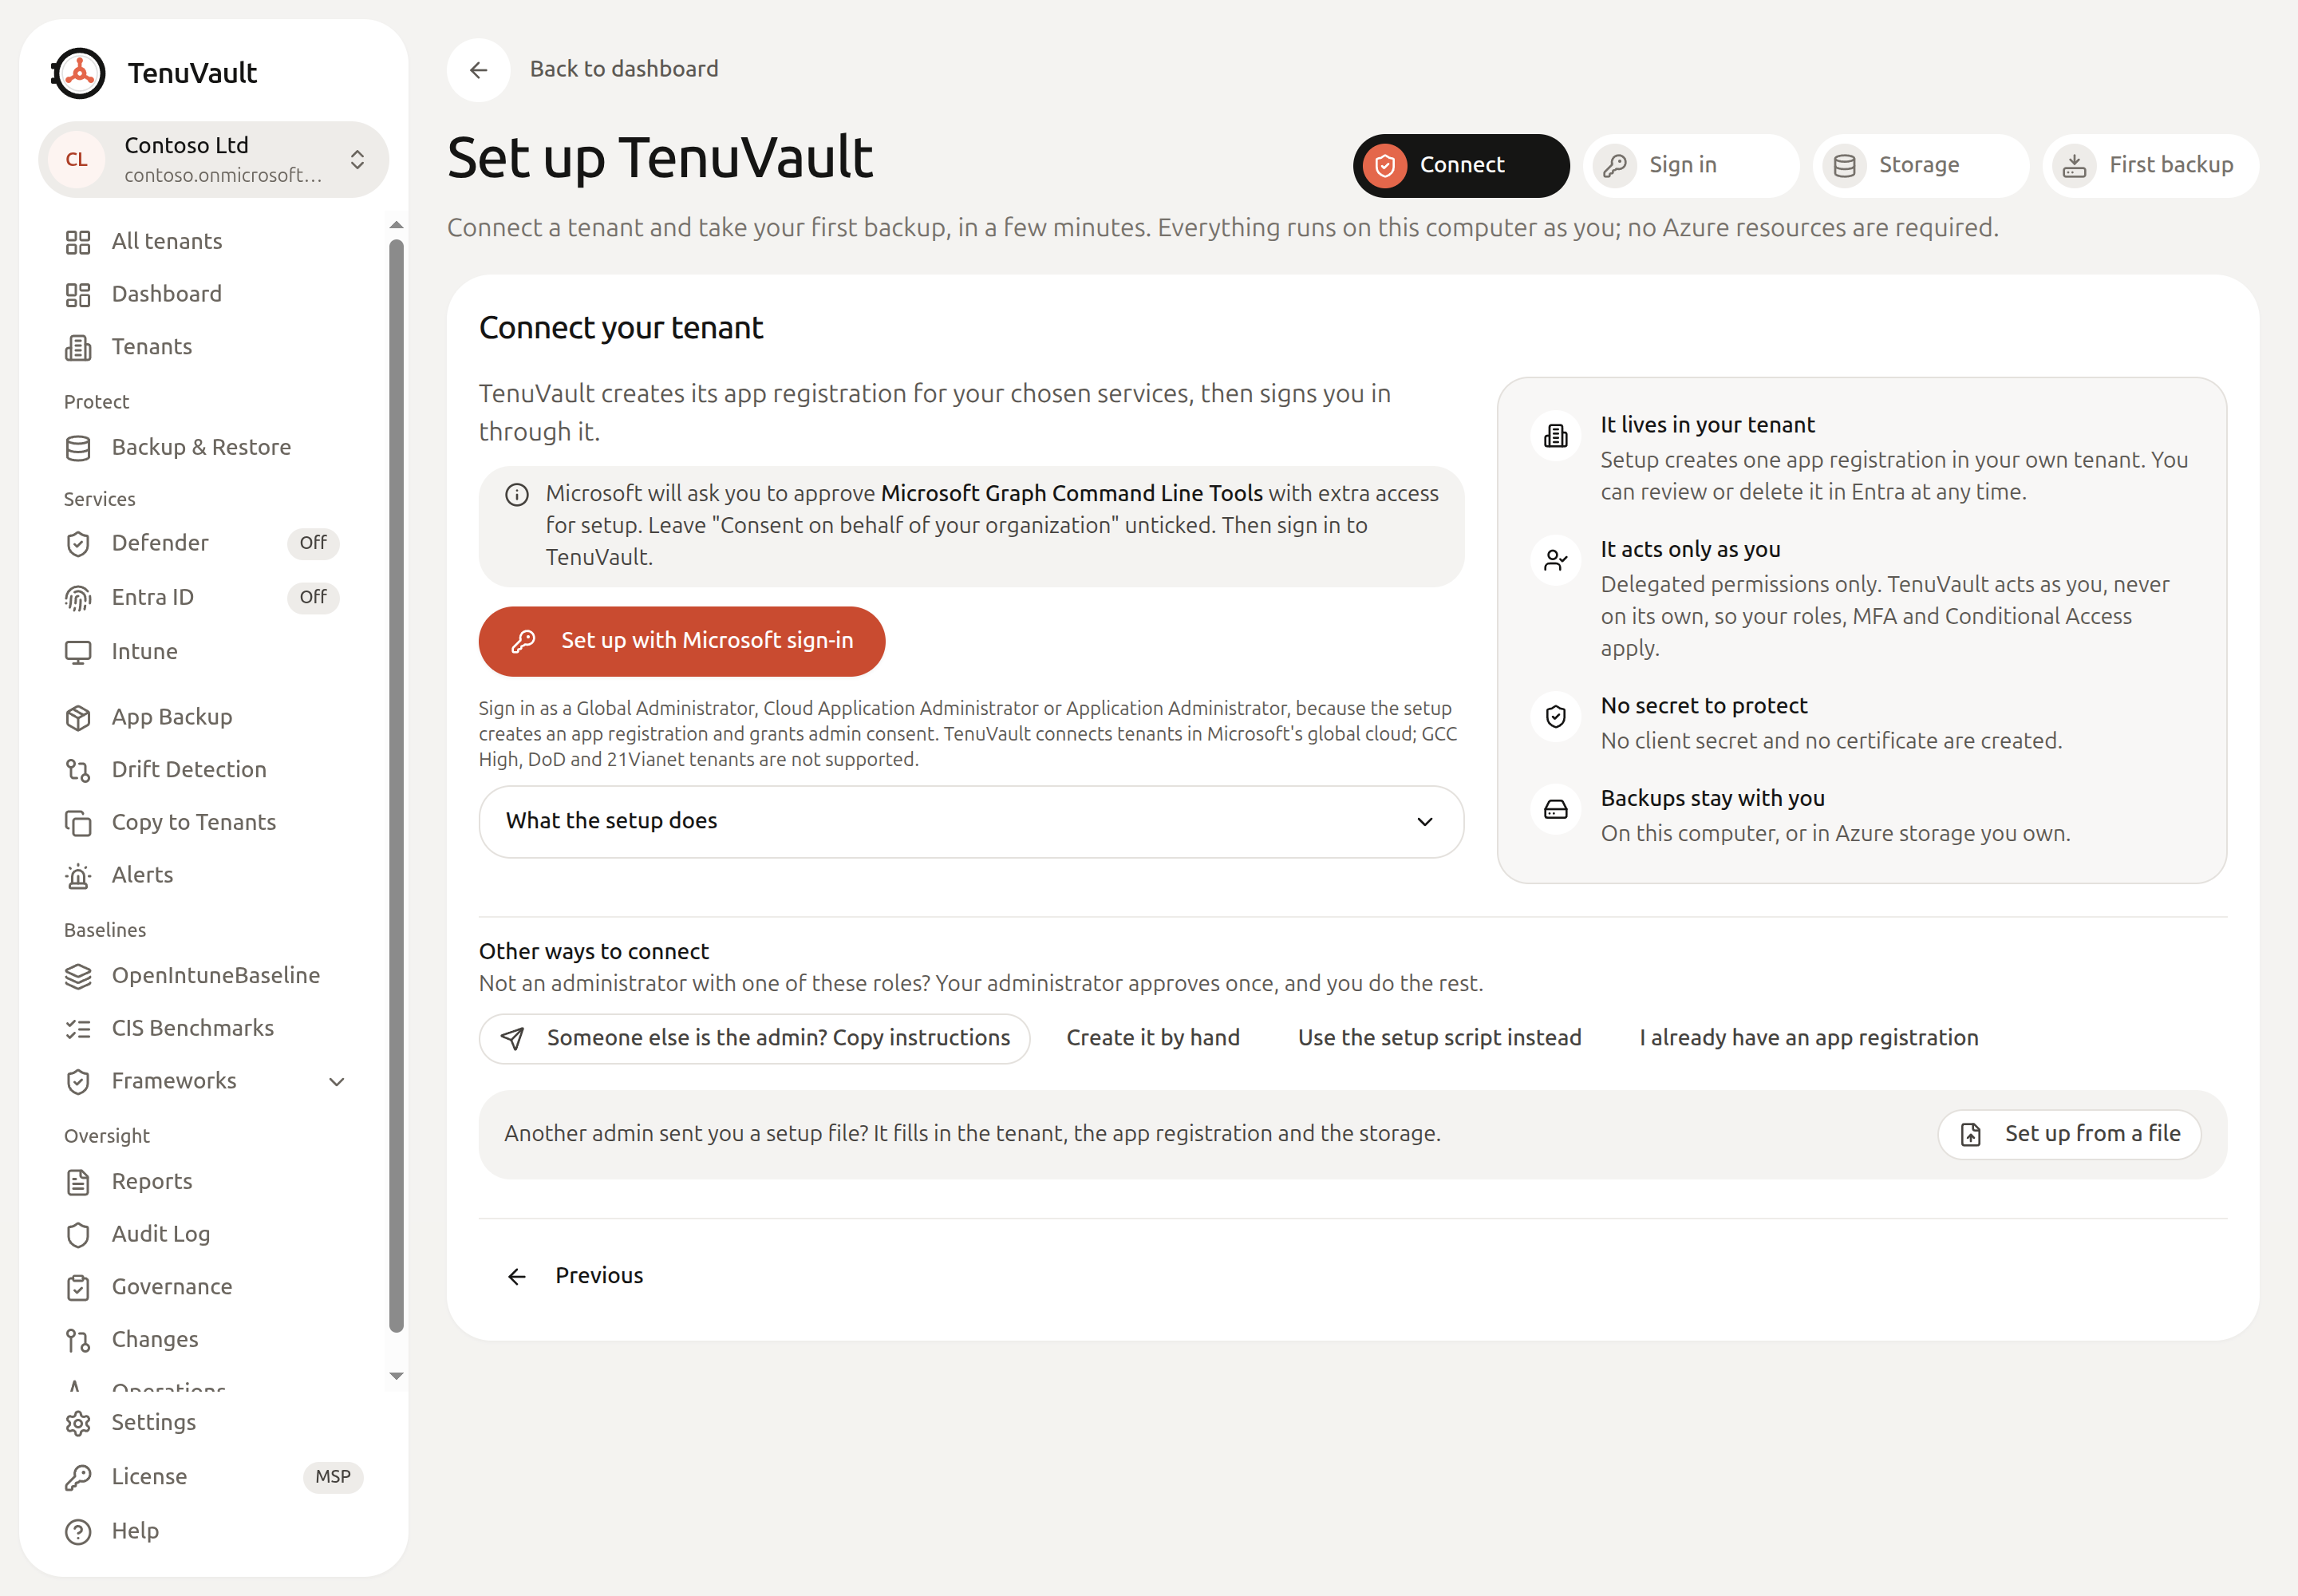 TenuVault
CL
Contoso Ltd
contoso.onmicrosoft...
All tenants
Dashboard
Tenants
Protect
Backup & Restore
Services
Defender Off
Entra ID Off
Intune
App Backup
Drift Detection
Copy to Tenants
Alerts
Baselines
OpenIntuneBaseline
CIS Benchmarks
Frameworks
Oversight
Reports
Audit Log
Governance
Changes
Operations
Settings
License MSP
Help
Back to dashboard
Set up TenuVault
Connect
Sign in
Storage
First backup
Connect a tenant and take your first backup, in a few minutes. Everything runs on this computer as you; no Azure resources are required.
Connect your tenant
TenuVault creates its app registration for your chosen services, then signs you in
through it.
Microsoft will ask you to approve Microsoft Graph Command Line Tools with extra access
for setup. Leave "Consent on behalf of your organization" unticked. Then sign in to
TenuVault.
Set up with Microsoft sign-in
Sign in as a Global Administrator, Cloud Application Administrator or Application Administrator, because the setup
creates an app registration and grants admin consent. TenuVault connects tenants in Microsoft's global cloud; GCC
High, DoD and 21Vianet tenants are not supported.
What the setup does
It lives in your tenant
Setup creates one app registration in your own tenant. You
can review or delete it in Entra at any time.
It acts only as you
Delegated permissions only. TenuVault acts as you, never
on its own, so your roles, MFA and Conditional Access
apply.
No secret to protect
No client secret and no certificate are created.
Backups stay with you
On this computer, or in Azure storage you own.
Other ways to connect
Not an administrator with one of these roles? Your administrator approves once, and you do the rest.
Someone else is the admin? Copy instructions
Create it by hand
Use the setup script instead
I already have an app registration
Another admin sent you a setup file? It fills in the tenant, the app registration and the storage.
Set up from a file
Previous